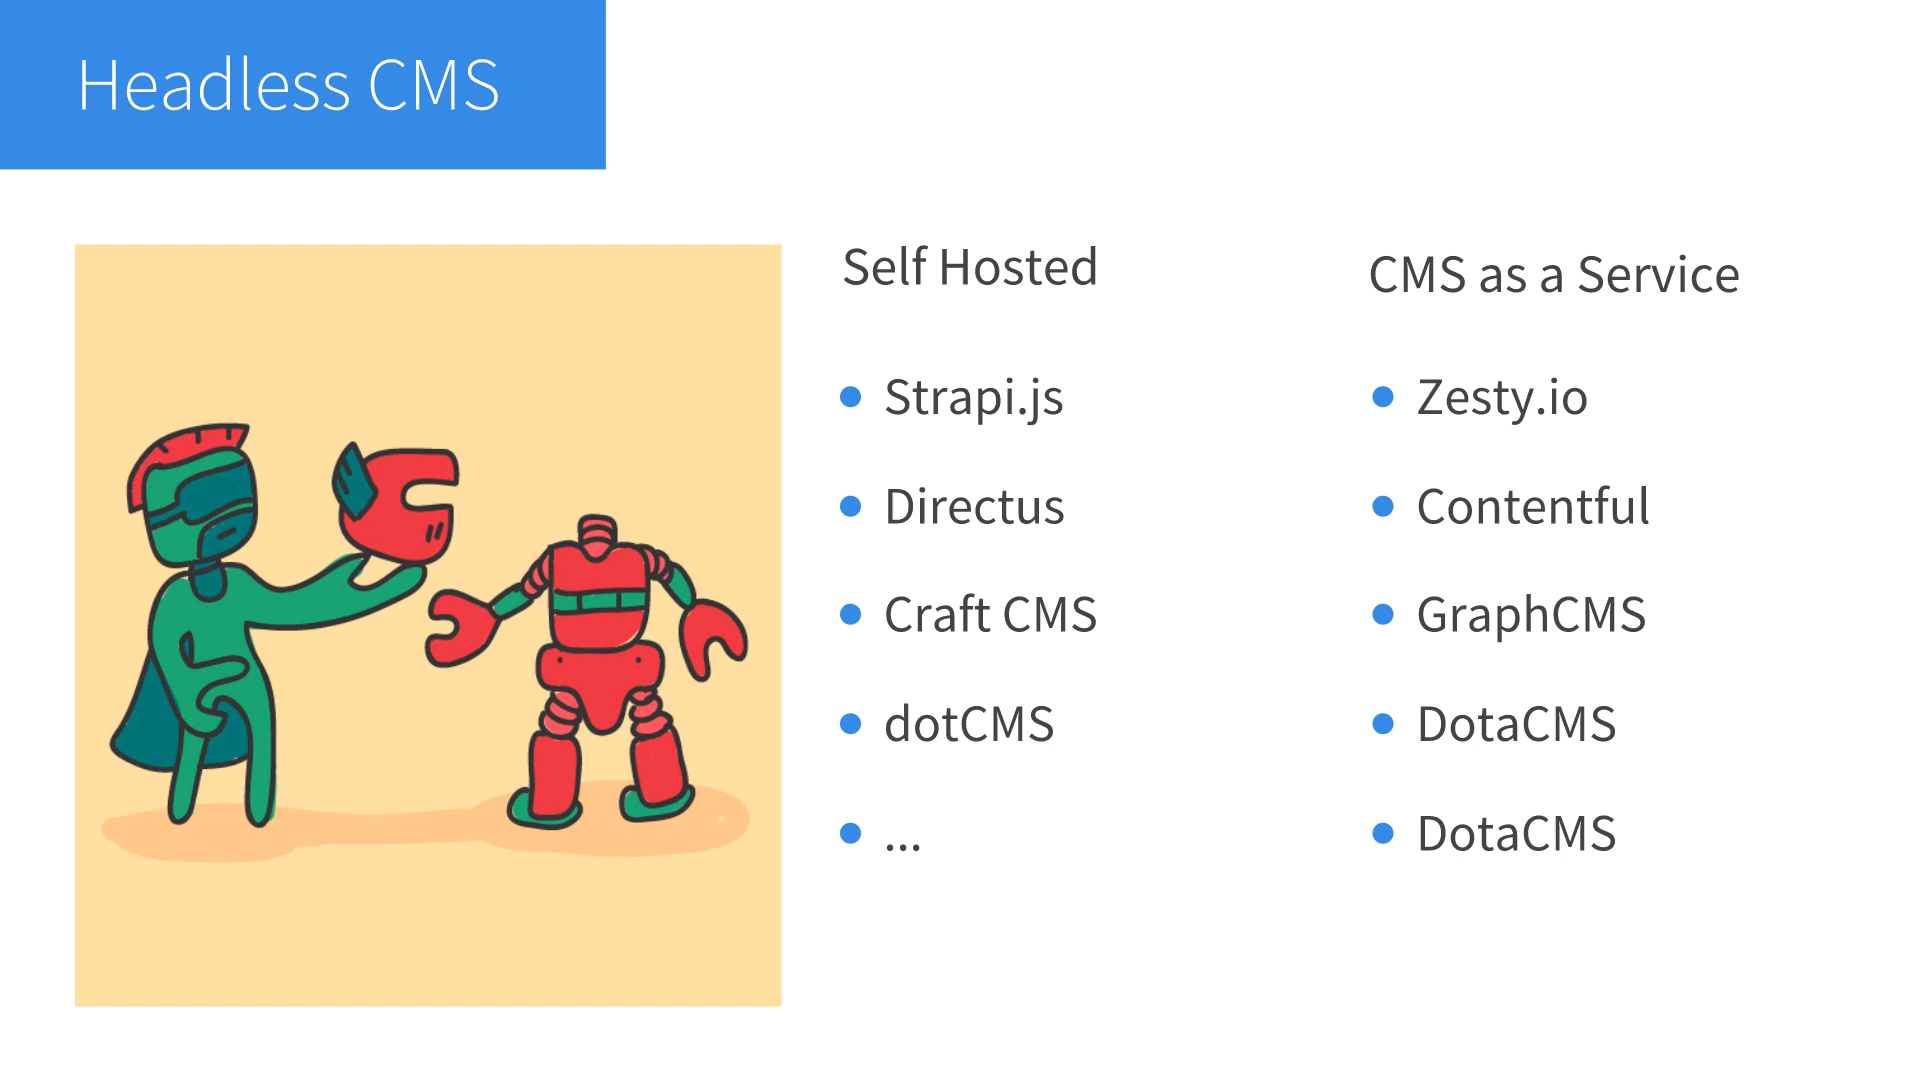 Headless CMS
Self Hosted
Strapi.js
Directus
Craft CMS
dotCMS
...
CMS as a Service
Zesty.io
Contentful
GraphCMS
DotaCMS
DotaCMS